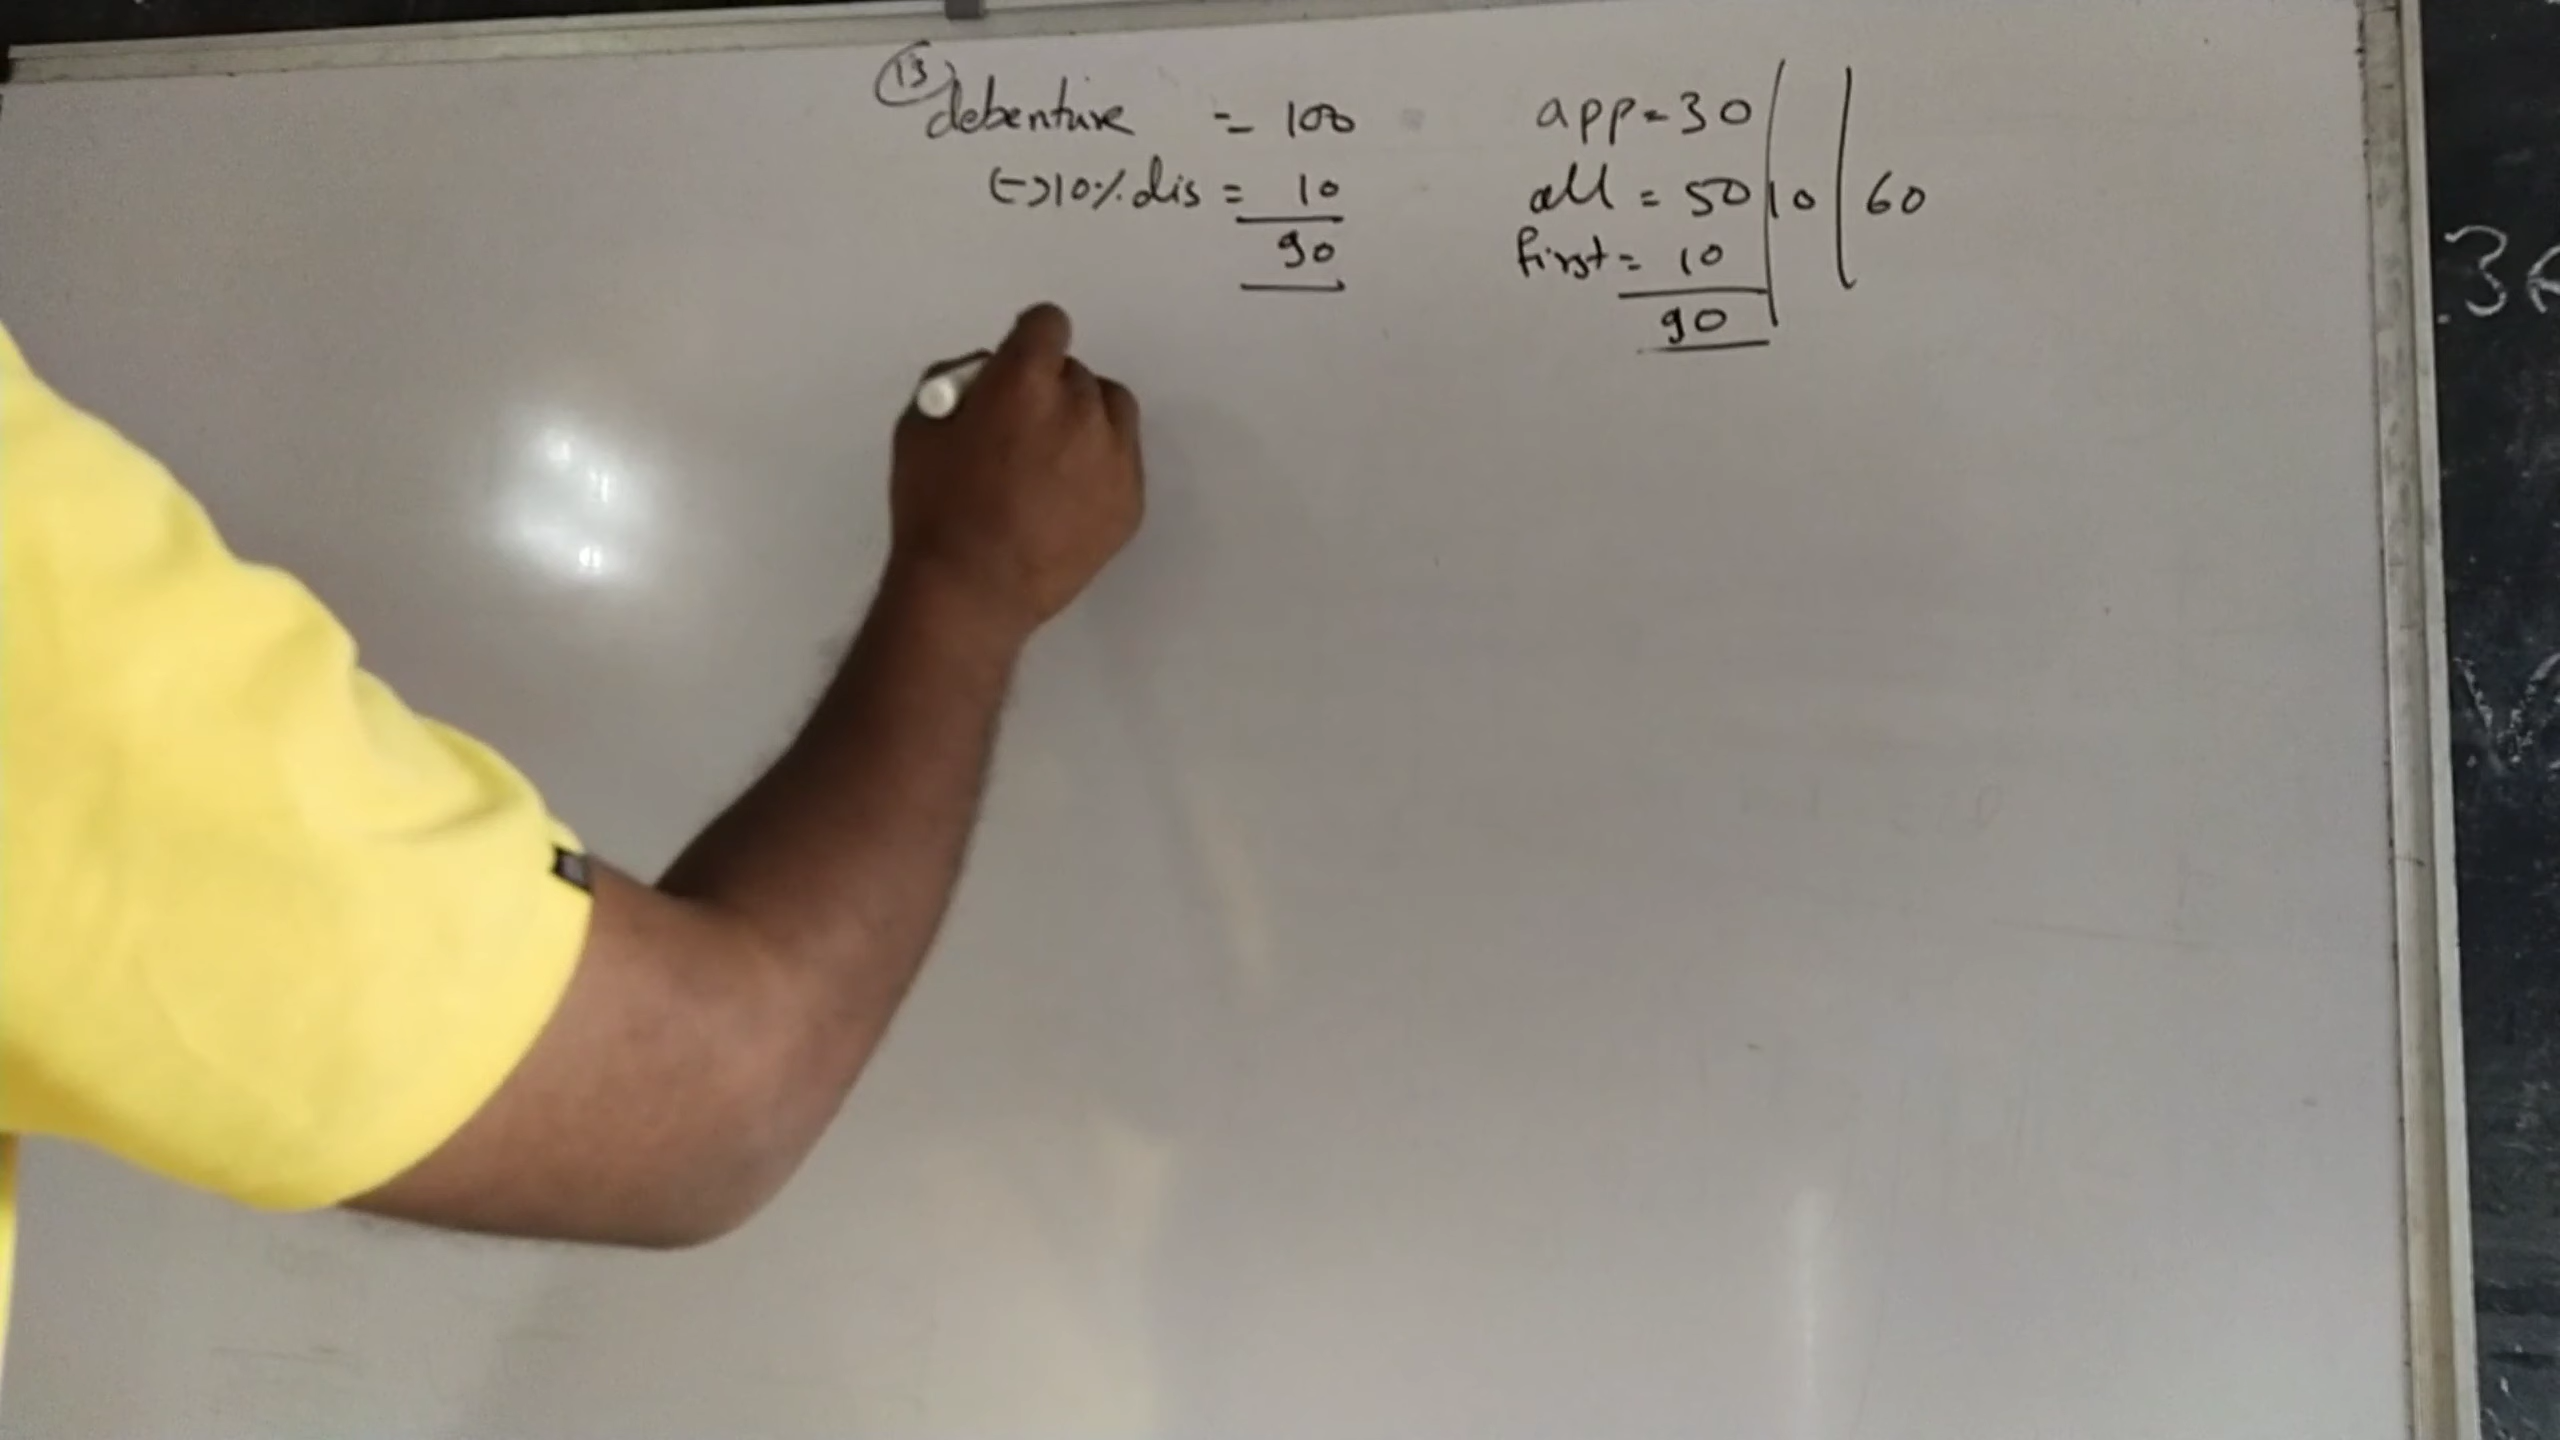 13
debenture = 100
(-)10% dis = 10
90
app = 30
all = 50 | 10 | 60
first = 10
90